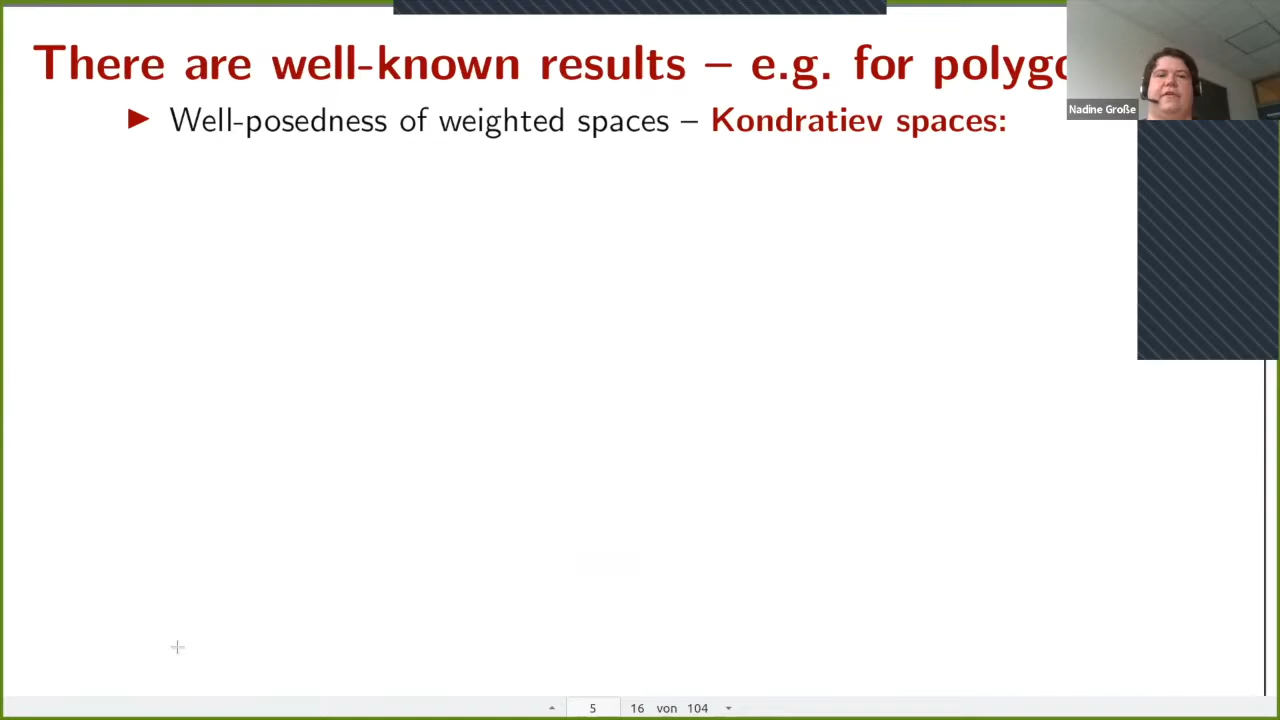 There are well-known results – e.g. for polygo
Nadine Große
▶ Well-posedness of weighted spaces – Kondratiev spaces:
5 16 von 104